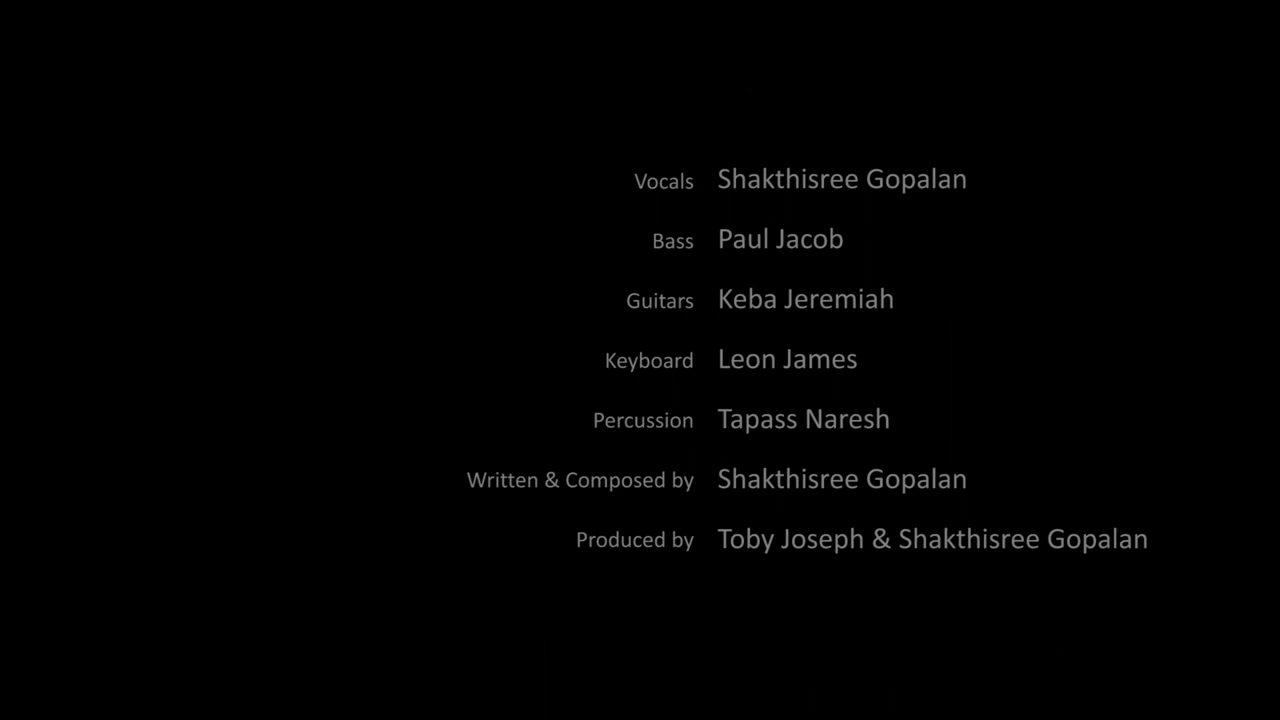 Vocals Shakthisree Gopalan
Bass Paul Jacob
Guitars Keba Jeremiah
Keyboard Leon James
Percussion Tapass Naresh
Written & Composed by Shakthisree Gopalan
Produced by Toby Joseph & Shakthisree Gopalan